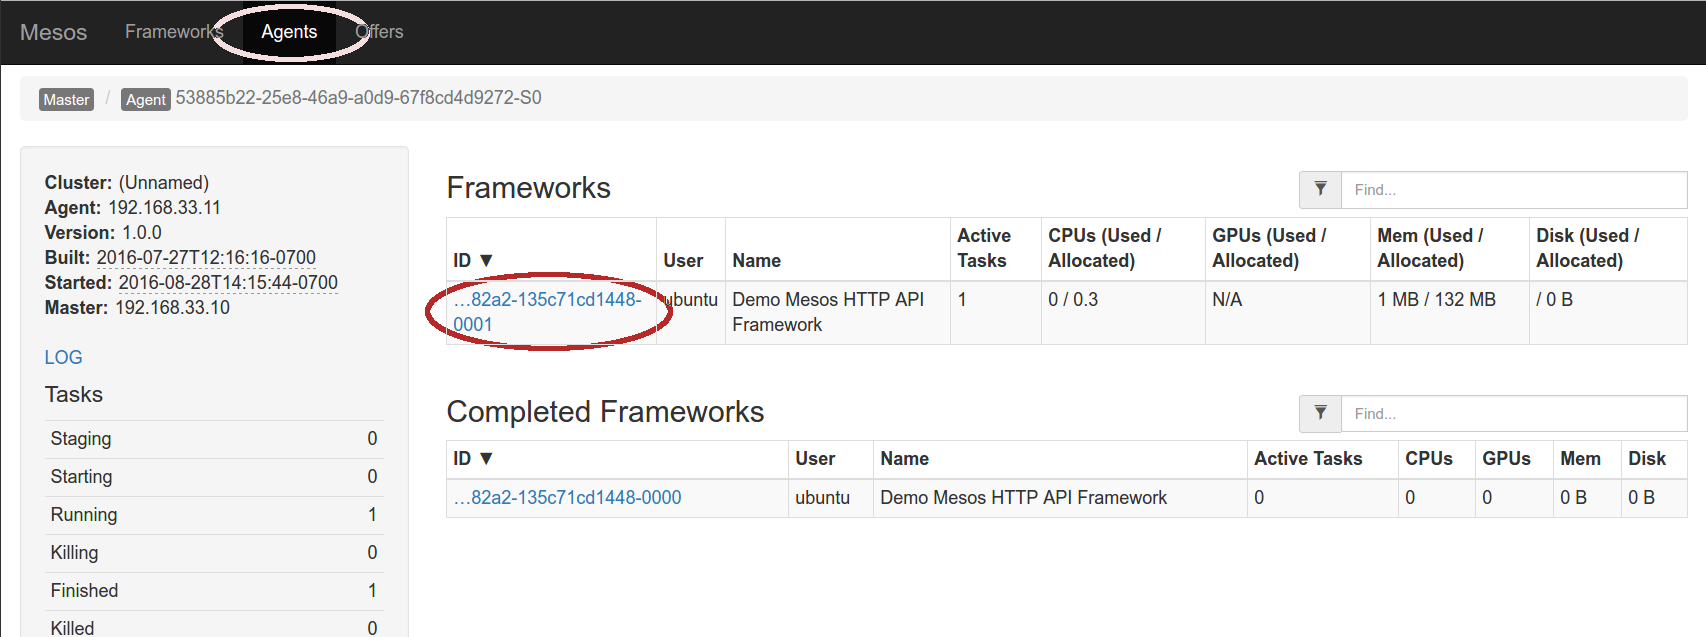 Mesos Frameworks Agents Offers
Master / Agent 53885b22-25e8-46a9-a0d9-67f8cd4d9272-S0
Cluster: (Unnamed)
Agent: 192.168.33.11
Version: 1.0.0
Built: 2016-07-27T12:16:16-0700
Started: 2016-08-28T14:15:44-0700
Master: 192.168.33.10
LOG
Tasks
Staging 0
Starting 0
Running 1
Killing 0
Finished 1
Killed 0
Frameworks
Find...
ID ▼ User Name Active Tasks CPUs (Used / Allocated) GPUs (Used / Allocated) Mem (Used / Allocated) Disk (Used / Allocated)
…82a2-135c71cd1448-0001 ubuntu Demo Mesos HTTP API Framework 1 0 / 0.3 N/A 1 MB / 132 MB / 0 B
Completed Frameworks
Find...
ID ▼ User Name Active Tasks CPUs GPUs Mem Disk
…82a2-135c71cd1448-0000 ubuntu Demo Mesos HTTP API Framework 0 0 0 0 B 0 B